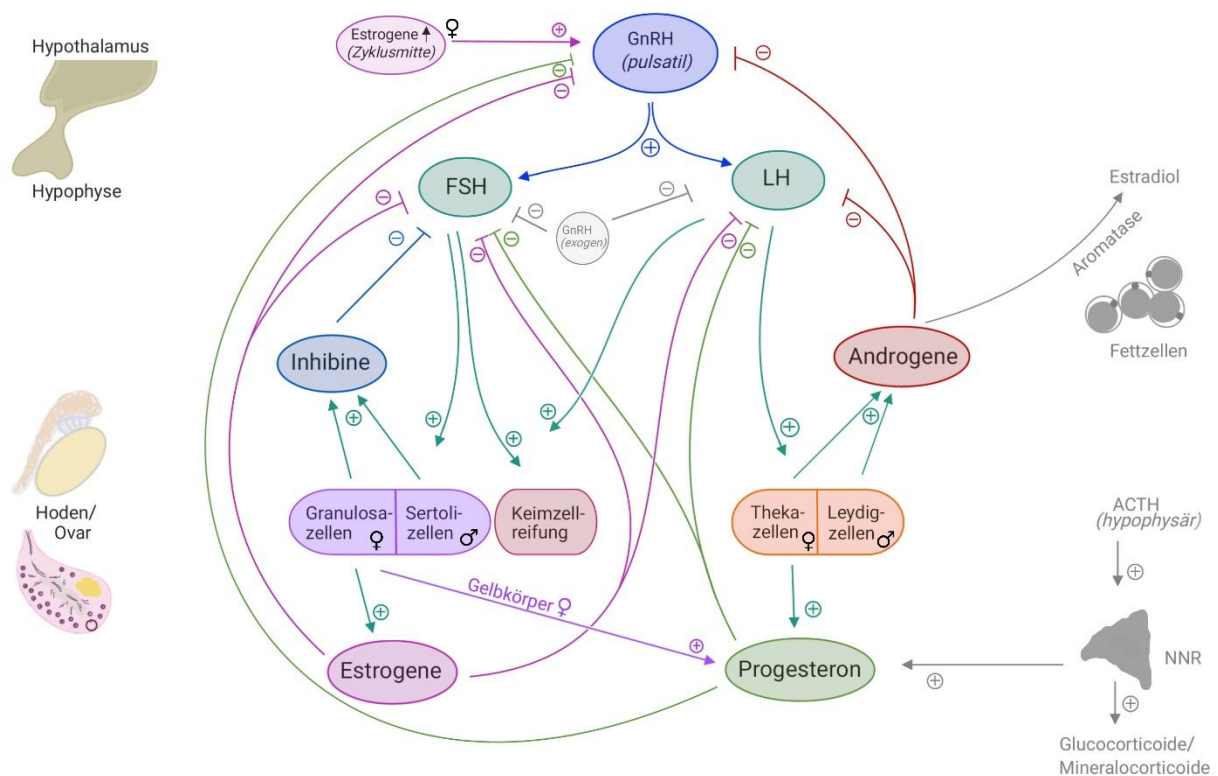 Hypothalamus
Hypophyse
Estrogene
(Zyklusmitte)
♀
⊕
GnRH
(pulsatil)
⊖
⊖
⊖
⊕
FSH
LH
⊖
⊖
GnRH
(exogen)
⊖
⊖
⊖
⊖
⊖
⊖
⊖
Estradiol
Aromatase
Fettzellen
Inhibine
Androgene
⊕
⊕
⊕
⊕
⊕
⊕
Hoden/
Ovar
Granulosa-
zellen ♀
Sertoli-
zellen ♂
Keimzell-
reifung
Theka-
zellen ♀
Leydig-
zellen ♂
ACTH
(hypophysär)
⊕
Gelbkörper ♀
⊕
⊕
⊕
Estrogene
Progesteron
⊕
NNR
⊕
Glucocorticoide/
Mineralocorticoide